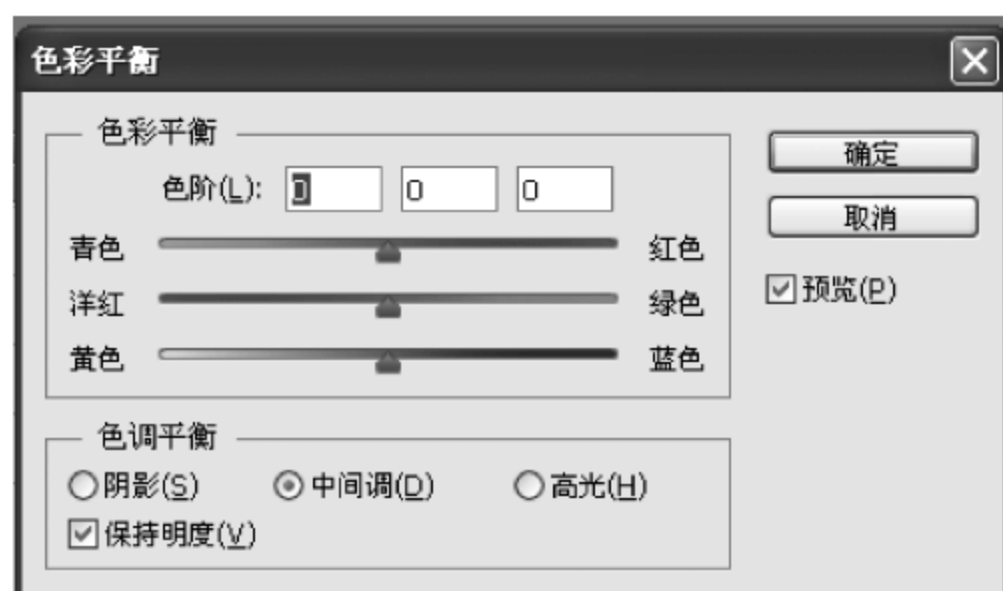 色彩平衡
色彩平衡
色阶(L): 0 0 0
青色 红色
洋红 绿色
黄色 蓝色
确定
取消
预览(P)
色调平衡
阴影(S) 中间调(D) 高光(H)
保持明度(V)